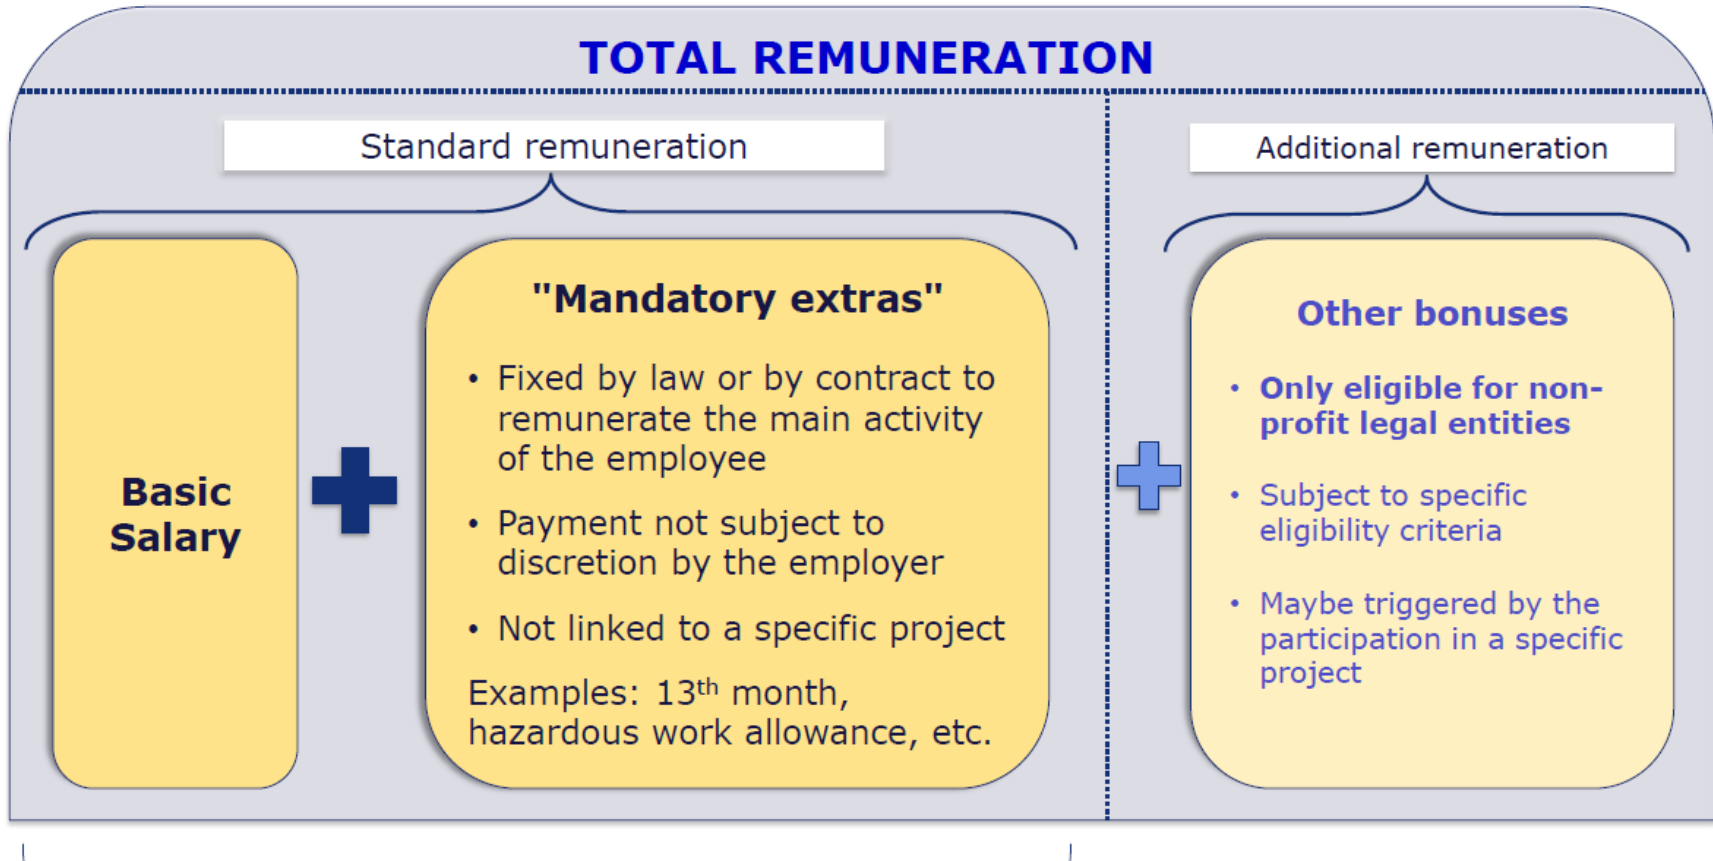 TOTAL REMUNERATION
Standard remuneration
Basic
Salary
"Mandatory extras"
• Fixed by law or by contract to
remunerate the main activity
of the employee
• Payment not subject to
discretion by the employer
• Not linked to a specific project
Examples: 13th month,
hazardous work allowance, etc.
Additional remuneration
Other bonuses
• Only eligible for non-
profit legal entities
• Subject to specific
eligibility criteria
• Maybe triggered by the
participation in a specific
project